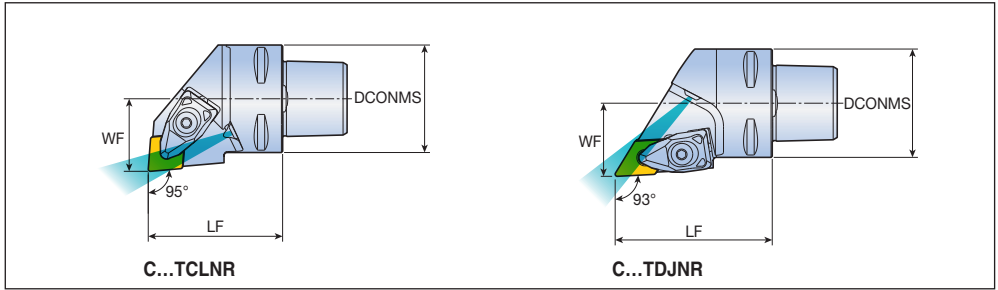 DCONMS
WF
95°
LF
C...TCLNR
DCONMS
WF
93°
LF
C...TDJNR